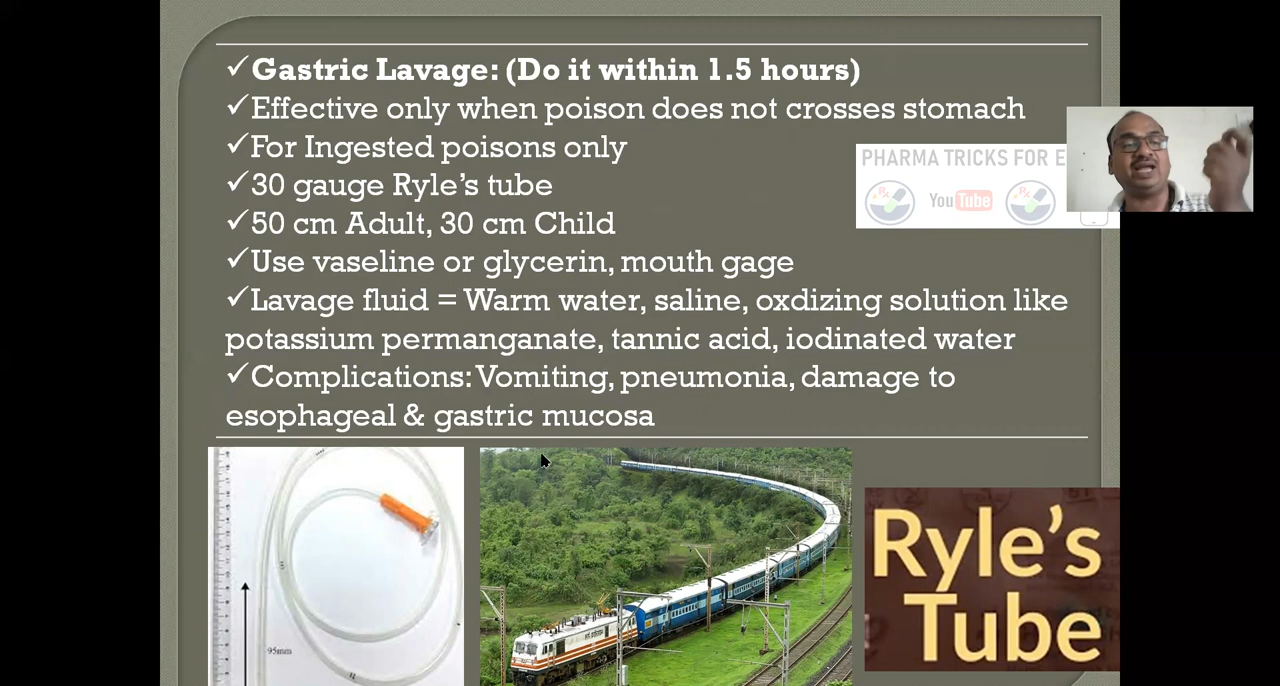 ✓Gastric Lavage: (Do it within 1.5 hours)
✓Effective only when poison does not crosses stomach
✓For Ingested poisons only
✓30 gauge Ryle's tube
✓50 cm Adult, 30 cm Child
✓Use vaseline or glycerin, mouth gage
✓Lavage fluid = Warm water, saline, oxdizing solution like
potassium permanganate, tannic acid, iodinated water
✓Complications: Vomiting, pneumonia, damage to
esophageal & gastric mucosa
PHARMA TRICKS FOR E
Rx YouTube Rx
95mm
Ryle's
Tube